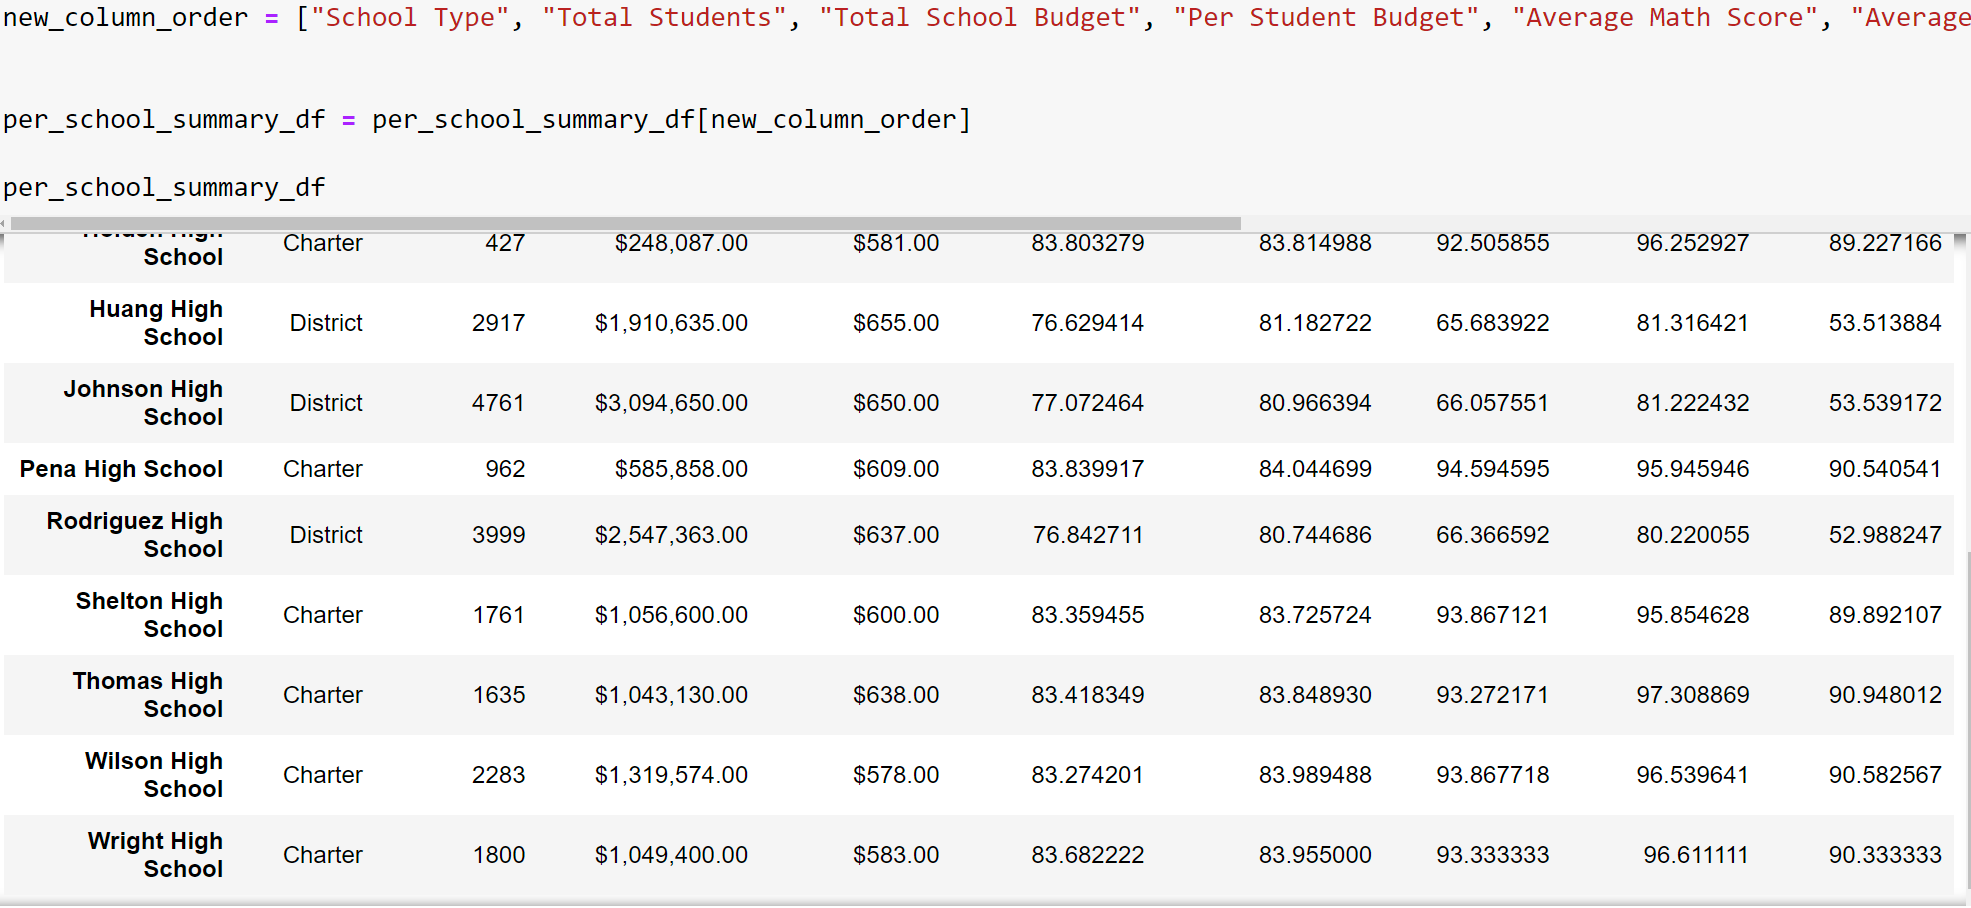 new_column_order = ["School Type", "Total Students", "Total School Budget", "Per Student Budget", "Average Math Score", "Average
per_school_summary_df = per_school_summary_df[new_column_order]
per_school_summary_df
School Charter 427 $248,087.00 $581.00 83.803279 83.814988 92.505855 96.252927 89.227166
Huang High
School District 2917 $1,910,635.00 $655.00 76.629414 81.182722 65.683922 81.316421 53.513884
Johnson High
School District 4761 $3,094,650.00 $650.00 77.072464 80.966394 66.057551 81.222432 53.539172
Pena High School Charter 962 $585,858.00 $609.00 83.839917 84.044699 94.594595 95.945946 90.540541
Rodriguez High
School District 3999 $2,547,363.00 $637.00 76.842711 80.744686 66.366592 80.220055 52.988247
Shelton High
School Charter 1761 $1,056,600.00 $600.00 83.359455 83.725724 93.867121 95.854628 89.892107
Thomas High
School Charter 1635 $1,043,130.00 $638.00 83.418349 83.848930 93.272171 97.308869 90.948012
Wilson High
School Charter 2283 $1,319,574.00 $578.00 83.274201 83.989488 93.867718 96.539641 90.582567
Wright High
School Charter 1800 $1,049,400.00 $583.00 83.682222 83.955000 93.333333 96.611111 90.333333